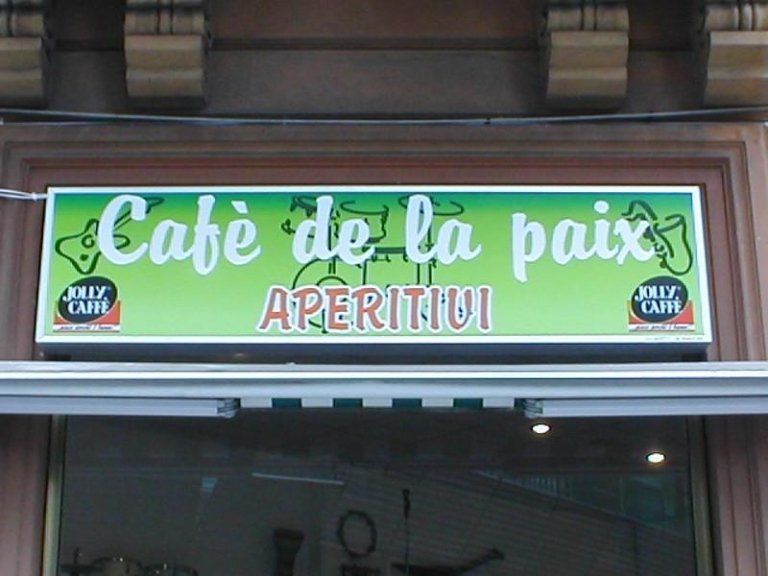 Cafè de la paix
APERITIVI
JOLLY
CAFFÈ
JOLLY
CAFFÈ